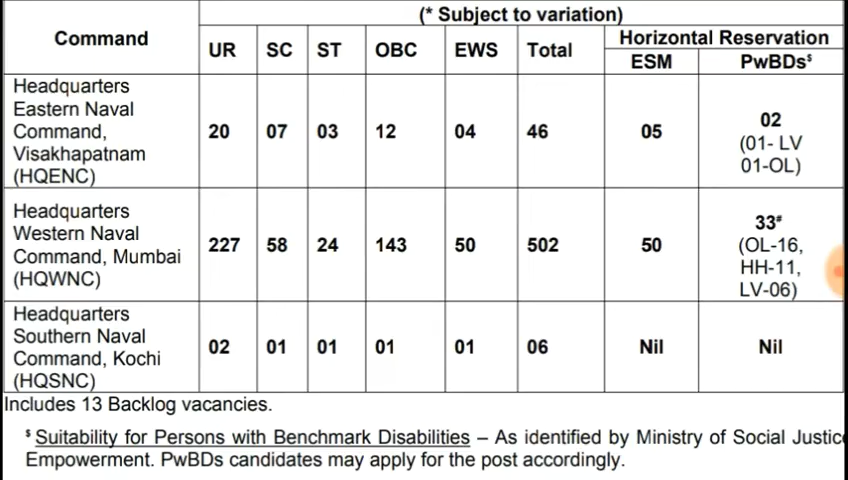 (* Subject to variation)
Command
UR SC ST OBC EWS Total
Horizontal Reservation
ESM PwBDs$
Headquarters
Eastern Naval
Command,
Visakhapatnam
(HQENC)
20 07 03 12 04 46 05
02
(01- LV
01-OL)
Headquarters
Western Naval
Command, Mumbai
(HQWNC)
227 58 24 143 50 502 50
33#
(OL-16,
HH-11,
LV-06)
Headquarters
Southern Naval
Command, Kochi
(HQSNC)
02 01 01 01 01 06 Nil Nil
Includes 13 Backlog vacancies.
$ Suitability for Persons with Benchmark Disabilities – As identified by Ministry of Social Justice
Empowerment. PwBDs candidates may apply for the post accordingly.